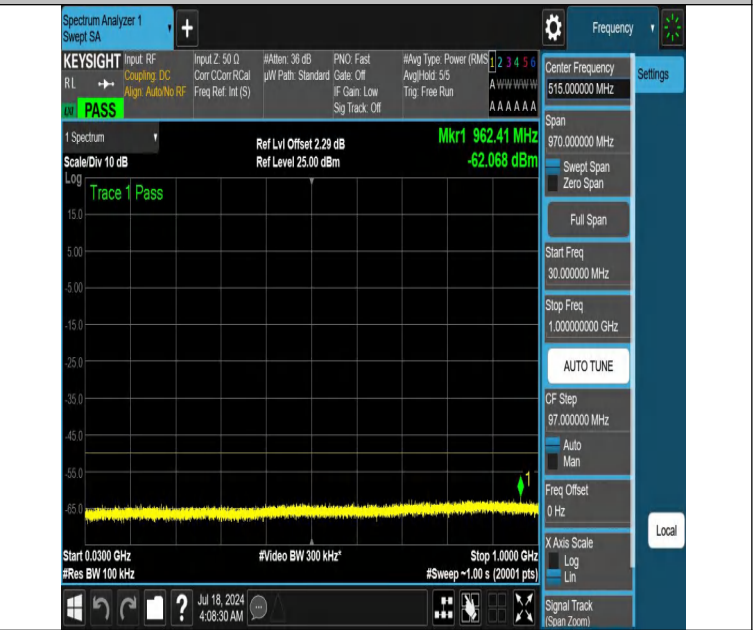 Spectrum Analyzer 1
Swept SA
+
Frequency
KEYSIGHT
RL
PASS
Input: RF
Coupling: DC
Align: Auto/No RF
Input Z: 50 Ω
Corr CCorr RCal
Freq Ref: Int (S)
#Atten: 36 dB
µW Path: Standard
PNO: Fast
Gate: Off
IF Gain: Low
Sig Track: Off
#Avg Type: Power (RMS
Avg|Hold: 5/5
Trig: Free Run
1 2 3 4 5 6
A W W W W W
A A A A A A
Center Frequency
515.000000 MHz
Settings
Span
970.000000 MHz
Swept Span
Zero Span
Full Span
Start Freq
30.000000 MHz
Stop Freq
1.000000000 GHz
AUTO TUNE
CF Step
97.000000 MHz
Auto
Man
Freq Offset
0 Hz
X Axis Scale
Log
Lin
Signal Track
(Span Zoom)
Local
1 Spectrum
Scale/Div 10 dB
Ref Lvl Offset 2.29 dB
Ref Level 25.00 dBm
Mkr1 962.41 MHz
-62.068 dBm
Log
Trace 1 Pass
15.0
5.00
-5.00
-15.0
-25.0
-35.0
-45.0
-55.0
-65.0
1
Start 0.0300 GHz
#Res BW 100 kHz
#Video BW 300 kHz*
Stop 1.0000 GHz
#Sweep ~1.00 s (20001 pts)
?
Jul 18, 2024
4:08:30 AM